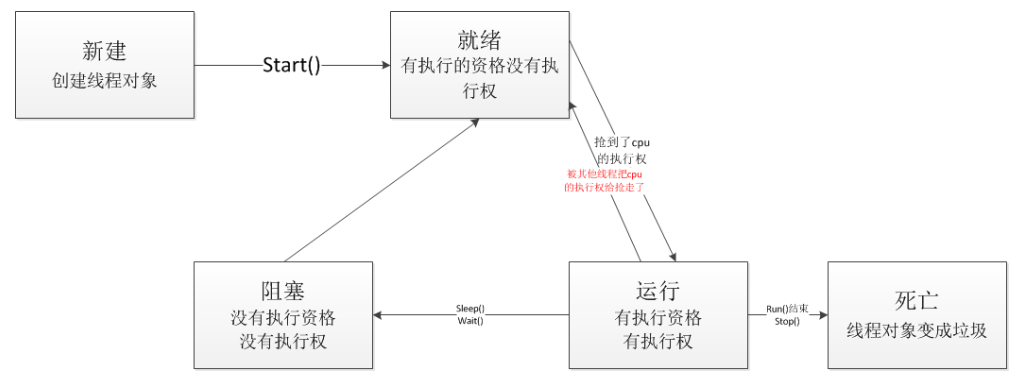 新建
创建线程对象
Start()
就绪
有执行的资格没有执
行权
抢到了cpu
的执行权
被其他线程把cpu
的执行权给抢走了
阻塞
没有执行资格
没有执行权
Sleep()
Wait()
运行
有执行资格
有执行权
Run()结束
Stop()
死亡
线程对象变成垃圾